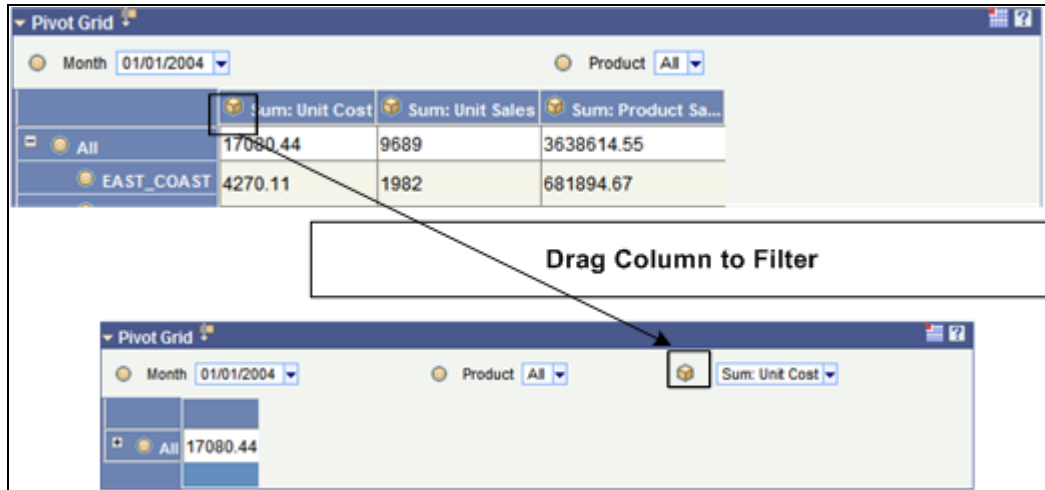 Pivot Grid
Month 01/01/2004 Product All
Sum: Unit Cost Sum: Unit Sales Sum: Product Sa...
All 17080.44 9689 3638614.55
EAST_COAST 4270.11 1982 681894.67
Drag Column to Filter
Pivot Grid
Month 01/01/2004 Product All Sum: Unit Cost
All 17080.44